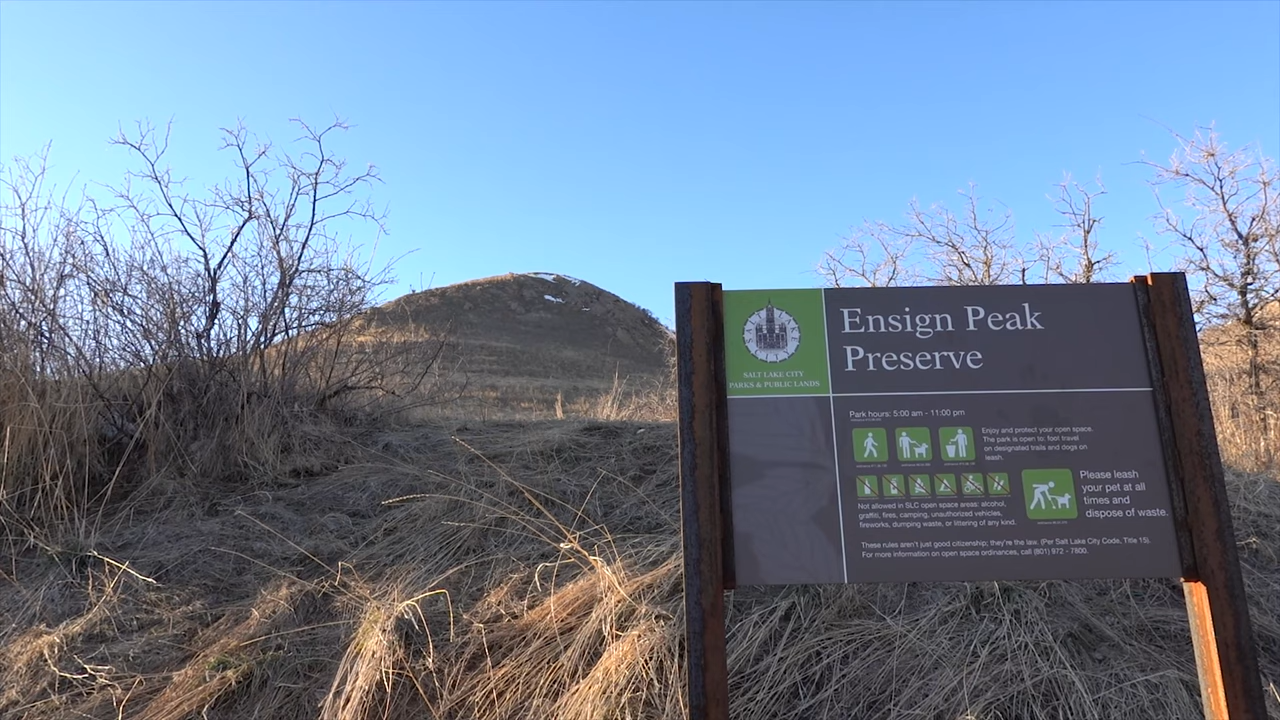 Ensign Peak
Preserve
SALT LAKE CITY
PARKS & PUBLIC LANDS
Park hours: 5:00 am - 11:00 pm
Enjoy and protect your open space.
The park is open to: foot travel
on designated trails and dogs on
leash.
Not allowed in SLC open space areas: alcohol,
graffiti, fires, camping, unauthorized vehicles,
fireworks, dumping waste, or littering of any kind.
Please leash
your pet at all
times and
dispose of waste.
These rules aren't just good citizenship; they're the law. (Per Salt Lake City Code, Title 15).
For more information on open space ordinances, call (801) 972 - 7800.